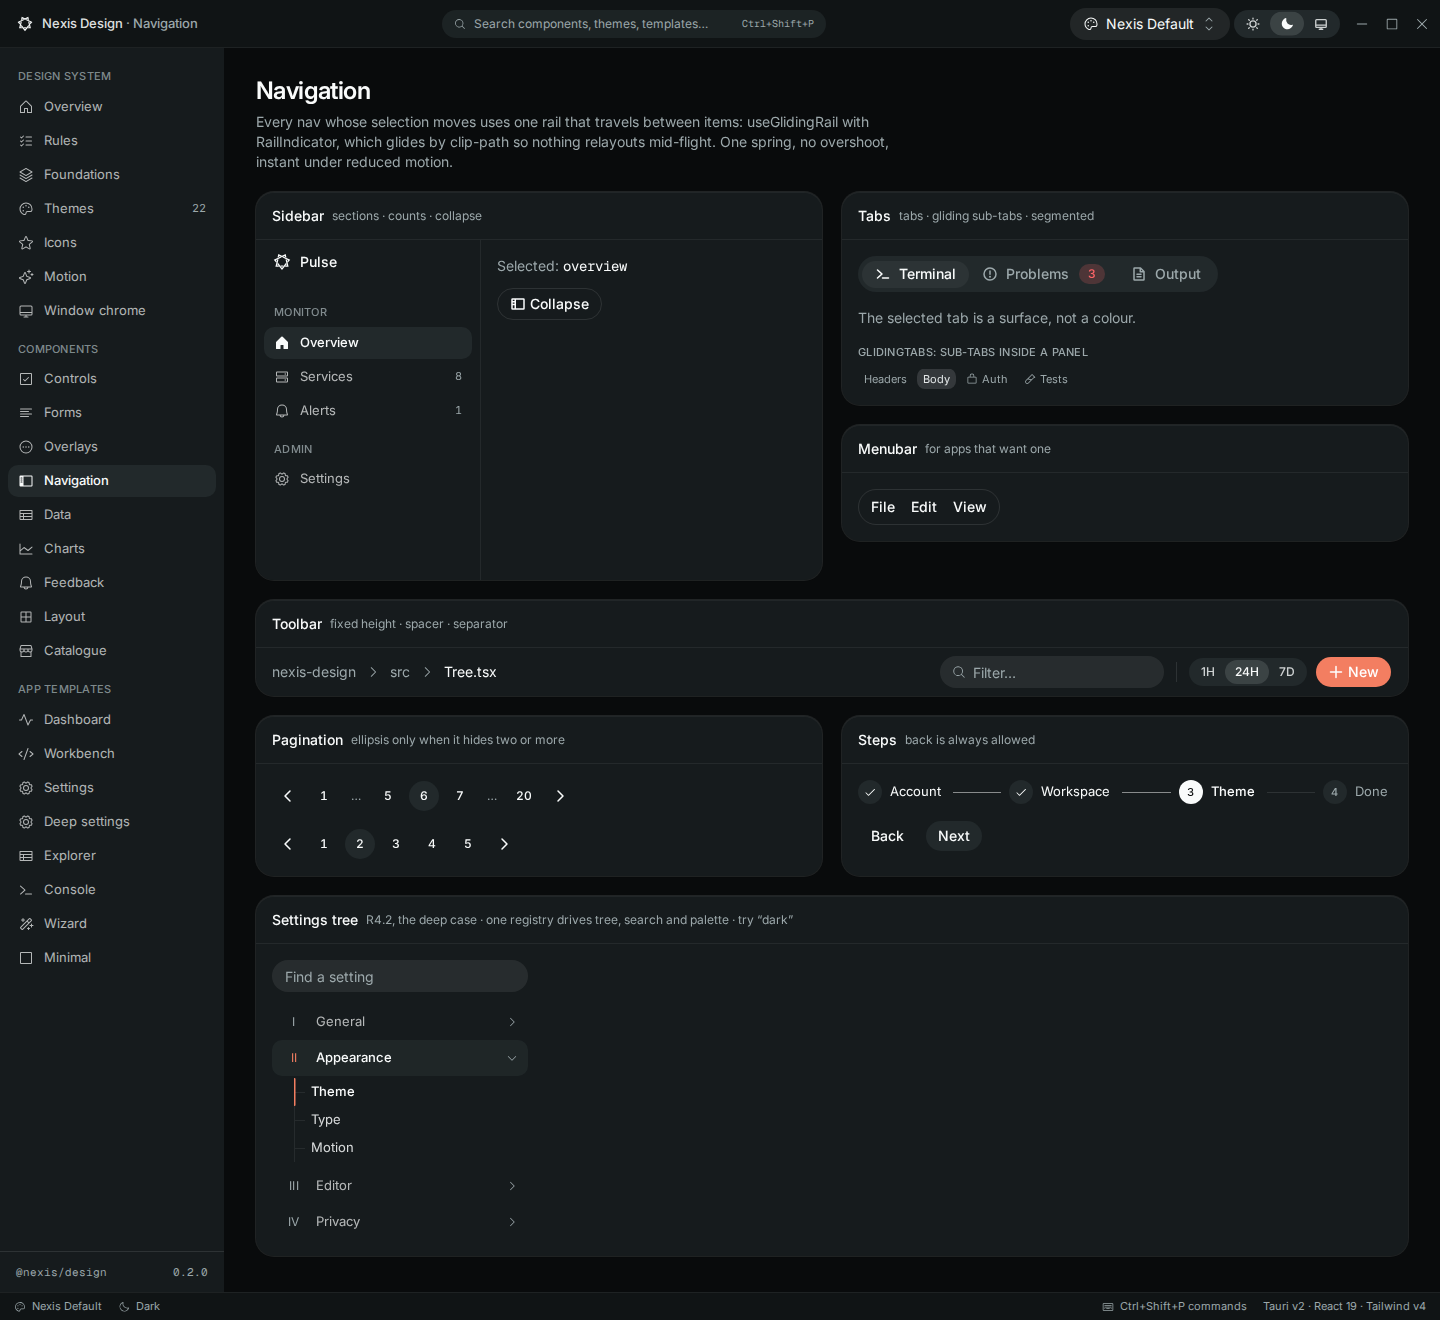 Nexis Design · Navigation
Search components, themes, templates... Ctrl+Shift+P
Nexis Default
DESIGN SYSTEM
Overview
Rules
Foundations
Themes 22
Icons
Motion
Window chrome
COMPONENTS
Controls
Forms
Overlays
Navigation
Data
Charts
Feedback
Layout
Catalogue
APP TEMPLATES
Dashboard
Workbench
Settings
Deep settings
Explorer
Console
Wizard
Minimal
@nexis/design 0.2.0
Navigation
Every nav whose selection moves uses one rail that travels between items: useGlidingRail with
RailIndicator, which glides by clip-path so nothing relayouts mid-flight. One spring, no overshoot,
instant under reduced motion.
Sidebar sections · counts · collapse
Pulse
MONITOR
Overview
Services 8
Alerts 1
ADMIN
Settings
Selected: overview
Collapse
Tabs tabs · gliding sub-tabs · segmented
Terminal Problems 3 Output
The selected tab is a surface, not a colour.
GLIDINGTABS: SUB-TABS INSIDE A PANEL
Headers Body Auth Tests
Menubar for apps that want one
File Edit View
Toolbar fixed height · spacer · separator
nexis-design src Tree.tsx Filter... 1H 24H 7D New
Pagination ellipsis only when it hides two or more
1 ... 5 6 7 ... 20
1 2 3 4 5
Steps back is always allowed
Account Workspace 3 Theme 4 Done
Back Next
Settings tree R4.2, the deep case · one registry drives tree, search and palette · try “dark”
Find a setting
I General
II Appearance
Theme
Type
Motion
III Editor
IV Privacy
Nexis Default Dark
Ctrl+Shift+P commands Tauri v2 · React 19 · Tailwind v4